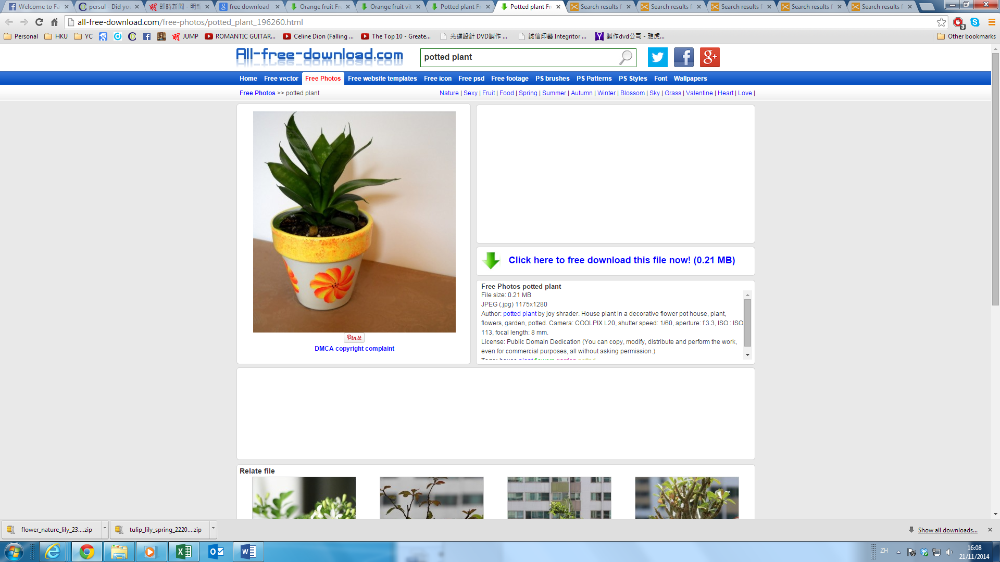 Welcome to Fa
persul - Did you
即時新聞 - 明報
free download
Orange fruit Fre
Orange fruit vit
Potted plant Fr
Potted plant Fre
Search results f
Search results f
Search results f
Search results f
Search results f
all-free-download.com/free-photos/potted_plant_196260.html
Personal
HKU
YC
JUMP
ROMANTIC GUITAR...
Celine Dion (Falling ...
The Top 10 - Greate...
光碟設計 DVD製作 ...
誠信印藝 Integritor ...
製作dvd公司 - 雅虎...
Other bookmarks
All-free-download.com
potted plant
Home Free vector Free Photos Free website templates Free icon Free psd Free footage PS brushes PS Patterns PS Styles Font Wallpapers
Free Photos >> potted plant
Nature | Sexy | Fruit | Food | Spring | Summer | Autumn | Winter | Blossom | Sky | Grass | Valentine | Heart | Love |
Pin it
DMCA copyright complaint
Click here to free download this file now! (0.21 MB)
Free Photos potted plant
File size: 0.21 MB
JPEG (.jpg) 1175x1280
Author: potted plant by joy shrader. House plant in a decorative flower pot house, plant,
flowers, garden, potted. Camera: COOLPIX L20, shutter speed: 1/60, aperture: f 3.3, ISO : ISO
113, focal length: 8 mm.
License: Public Domain Dedication (You can copy, modify, distribute and perform the work,
even for commercial purposes, all without asking permission.)
Tags: house plant flowers garden potted
Relate file
flower_nature_lily_23....zip
tulip_lily_spring_2220....zip
Show all downloads...
ZH
16:08
21/11/2014